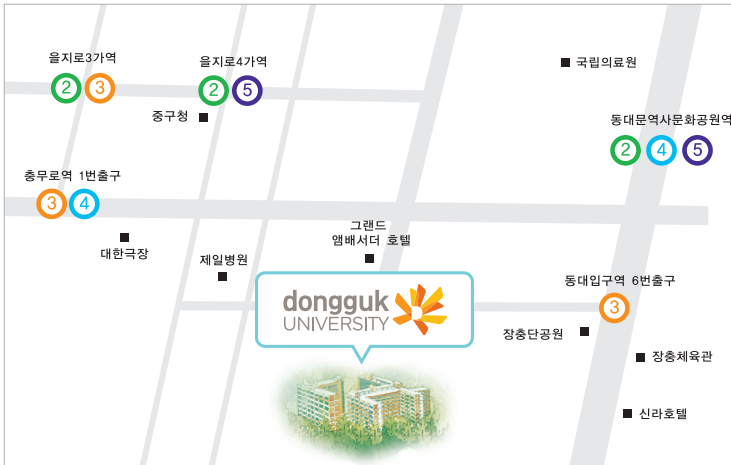 을지로3가역
2 3
을지로4가역
2 5
중구청
국립의료원
동대문역사문화공원역
2 4 5
충무로역 1번출구
3 4
대한극장
제일병원
그랜드
앰배서더 호텔
dongguk
UNIVERSITY
동대입구역 6번출구
3
장충단공원
장충체육관
신라호텔